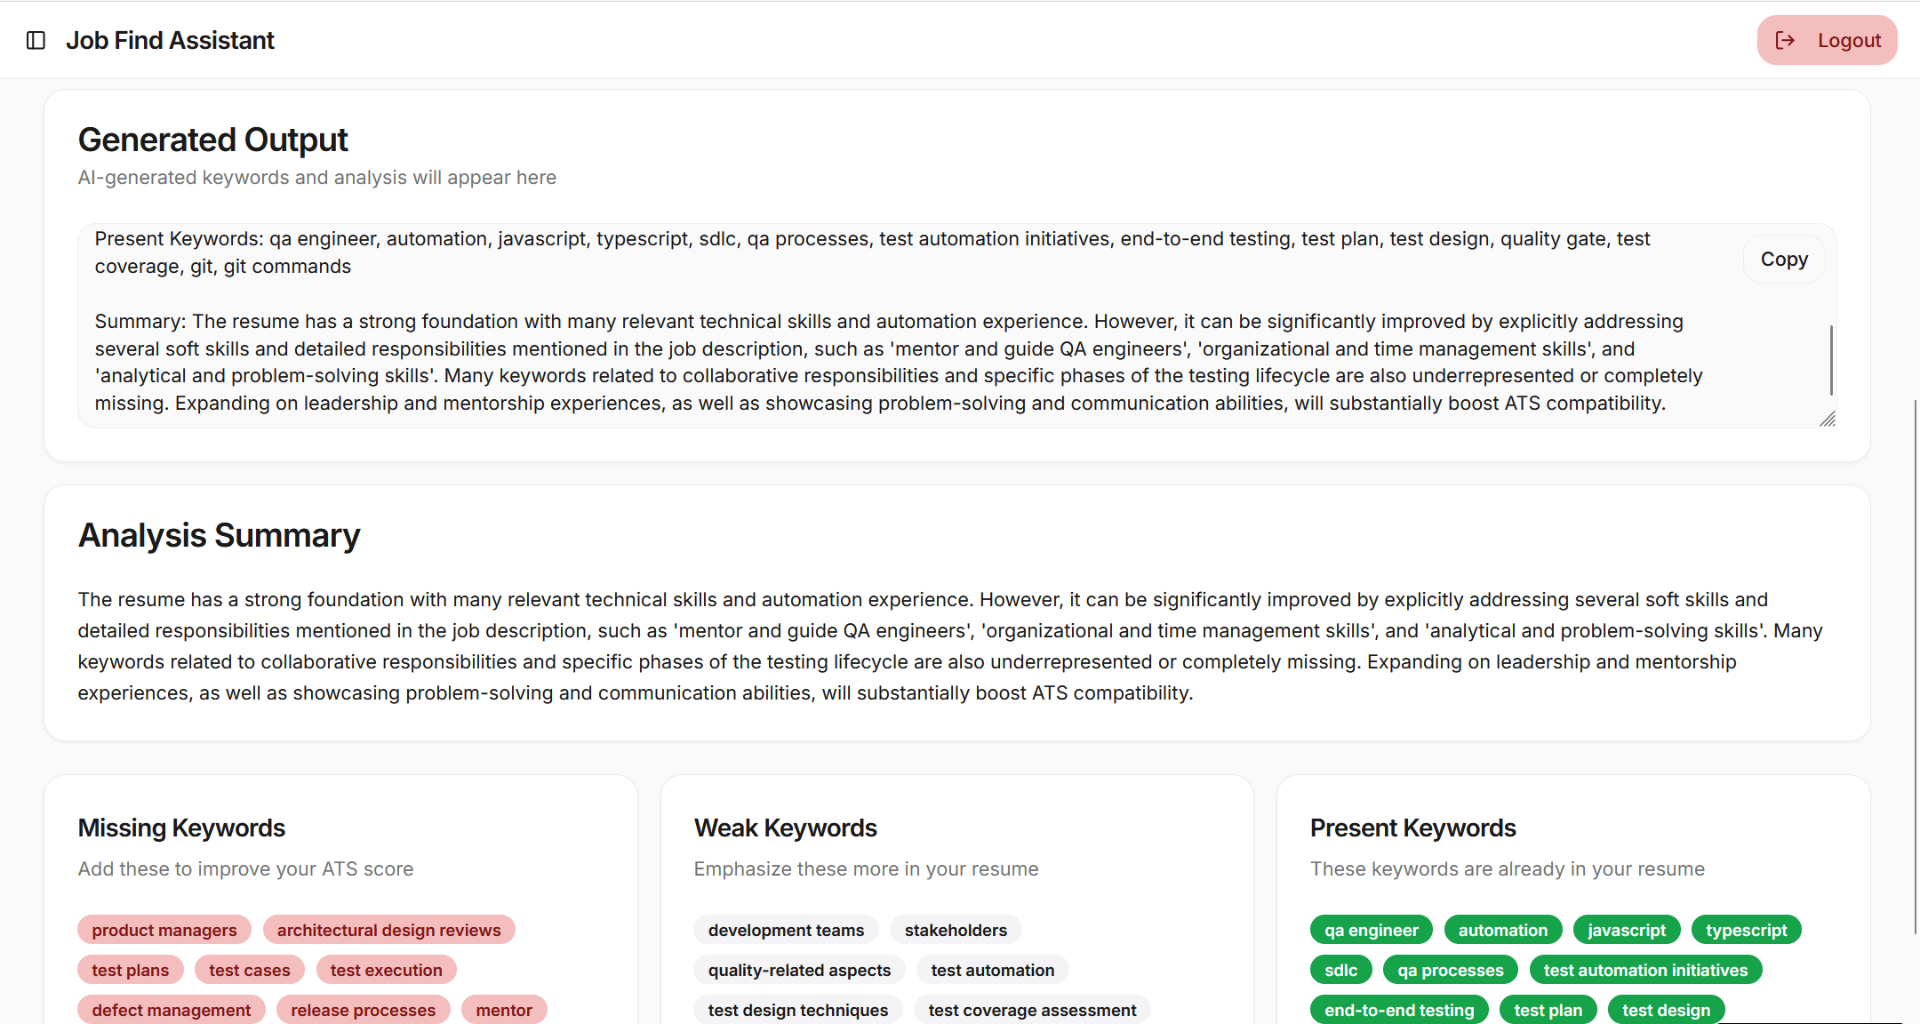 Job Find Assistant
Logout
Generated Output
AI-generated keywords and analysis will appear here
Present Keywords: qa engineer, automation, javascript, typescript, sdlc, qa processes, test automation initiatives, end-to-end testing, test plan, test design, quality gate, test
coverage, git, git commands
Copy
Summary: The resume has a strong foundation with many relevant technical skills and automation experience. However, it can be significantly improved by explicitly addressing
several soft skills and detailed responsibilities mentioned in the job description, such as 'mentor and guide QA engineers', 'organizational and time management skills', and
'analytical and problem-solving skills'. Many keywords related to collaborative responsibilities and specific phases of the testing lifecycle are also underrepresented or completely
missing. Expanding on leadership and mentorship experiences, as well as showcasing problem-solving and communication abilities, will substantially boost ATS compatibility.
Analysis Summary
The resume has a strong foundation with many relevant technical skills and automation experience. However, it can be significantly improved by explicitly addressing several soft skills and
detailed responsibilities mentioned in the job description, such as 'mentor and guide QA engineers', 'organizational and time management skills', and 'analytical and problem-solving skills'. Many
keywords related to collaborative responsibilities and specific phases of the testing lifecycle are also underrepresented or completely missing. Expanding on leadership and mentorship
experiences, as well as showcasing problem-solving and communication abilities, will substantially boost ATS compatibility.
Missing Keywords
Add these to improve your ATS score
product managers architectural design reviews
test plans test cases test execution
defect management release processes mentor
Weak Keywords
Emphasize these more in your resume
development teams stakeholders
quality-related aspects test automation
test design techniques test coverage assessment
Present Keywords
These keywords are already in your resume
qa engineer automation javascript typescript
sdlc qa processes test automation initiatives
end-to-end testing test plan test design